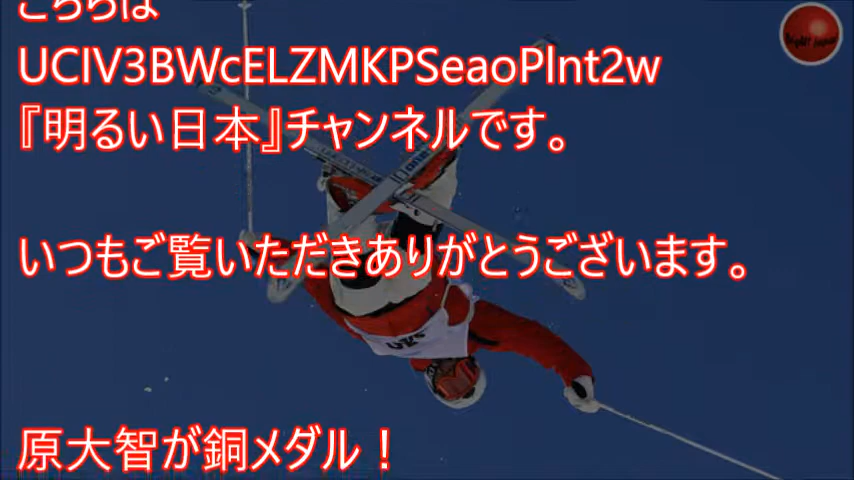 こちらは
UCIV3BWcELZMKPSeaoPlnt2w
『明るい日本』チャンネルです。
いつもご覧いただきありがとうございます。
原大智が銅メダル！